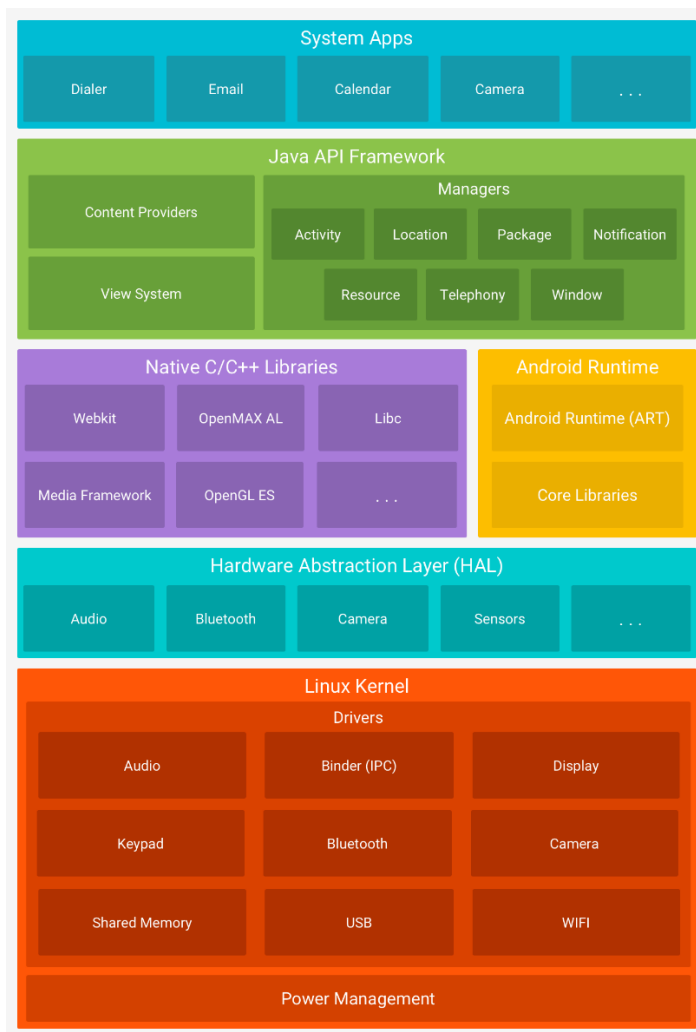 System Apps
Dialer
Email
Calendar
Camera
. . .
Java API Framework
Content Providers
View System
Managers
Activity
Location
Package
Notification
Resource
Telephony
Window
Native C/C++ Libraries
Webkit
OpenMAX AL
Libc
Media Framework
OpenGL ES
. . .
Android Runtime
Android Runtime (ART)
Core Libraries
Hardware Abstraction Layer (HAL)
Audio
Bluetooth
Camera
Sensors
. . .
Linux Kernel
Drivers
Audio
Binder (IPC)
Display
Keypad
Bluetooth
Camera
Shared Memory
USB
WIFI
Power Management